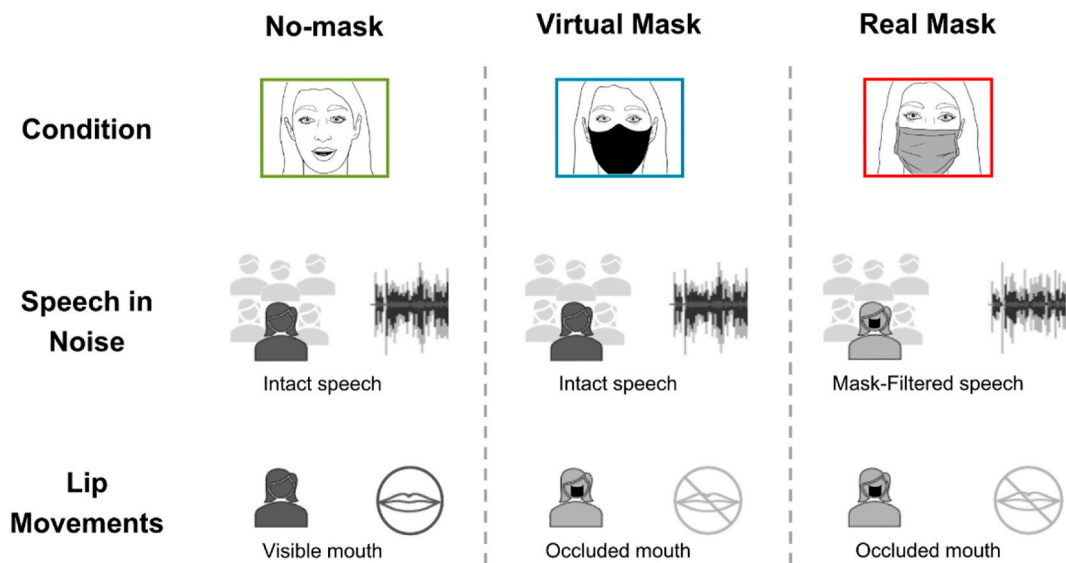 No-mask
Virtual Mask
Real Mask
Condition
Speech in
Noise
Intact speech
Intact speech
Mask-Filtered speech
Lip
Movements
Visible mouth
Occluded mouth
Occluded mouth